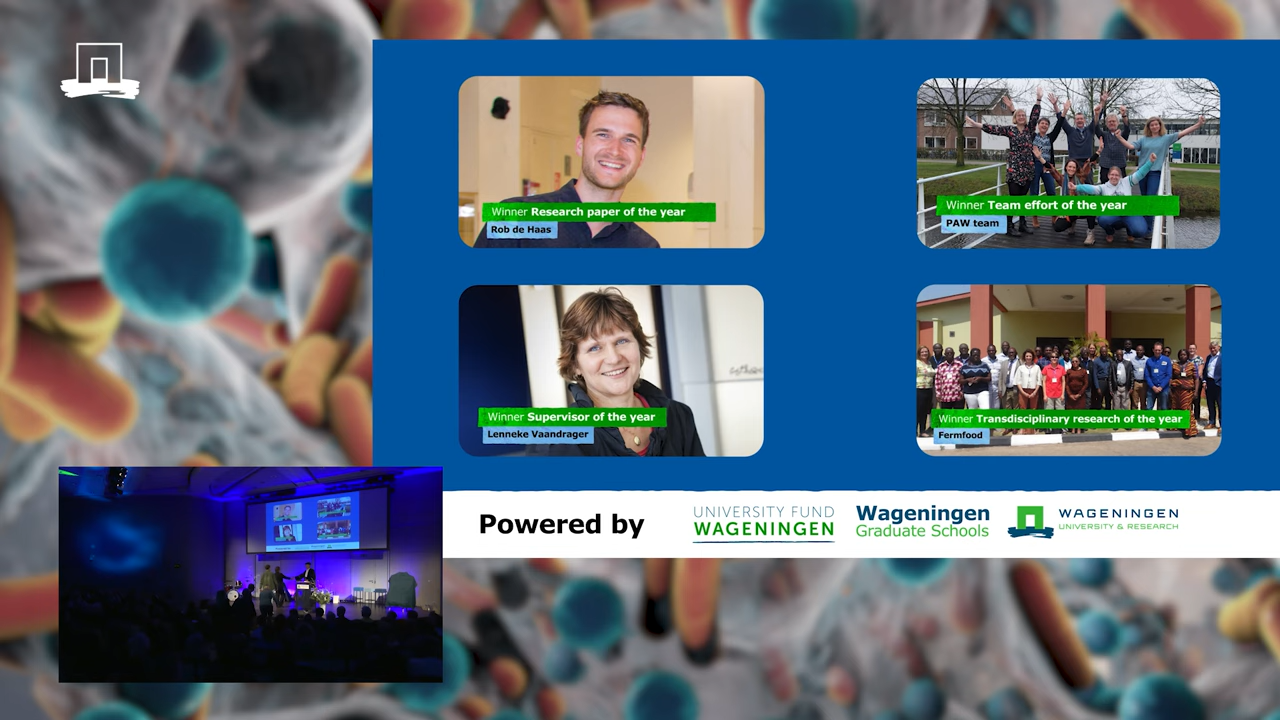 Winner Research paper of the year
Rob de Haas
Winner Team effort of the year
PAW team
Winner Supervisor of the year
Lenneke Vaandrager
Winner Transdisciplinary research of the year
Fermfood
Powered by
UNIVERSITY FUND
WAGENINGEN
Wageningen
Graduate Schools
WAGENINGEN
UNIVERSITY & RESEARCH